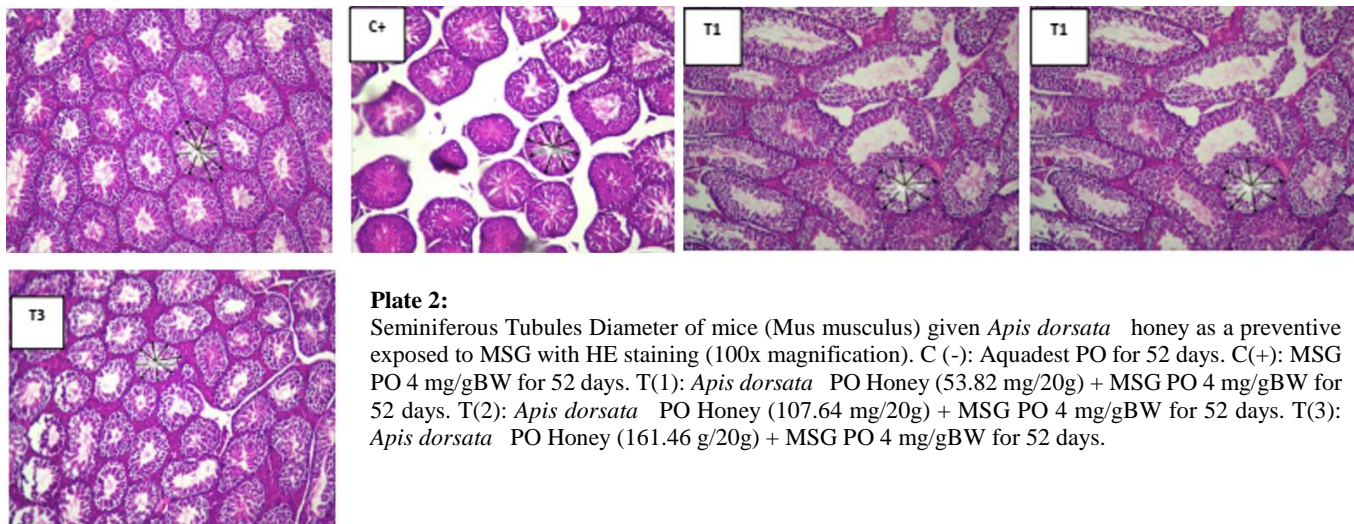 C+
T1
T1
T3
Plate 2:
Seminiferous Tubules Diameter of mice (Mus musculus) given Apis dorsata honey as a preventive
exposed to MSG with HE staining (100x magnification). C (-): Aquadest PO for 52 days. C(+): MSG
PO 4 mg/gBW for 52 days. T(1): Apis dorsata PO Honey (53.82 mg/20g) + MSG PO 4 mg/gBW for
52 days. T(2): Apis dorsata PO Honey (107.64 mg/20g) + MSG PO 4 mg/gBW for 52 days. T(3):
Apis dorsata PO Honey (161.46 g/20g) + MSG PO 4 mg/gBW for 52 days.